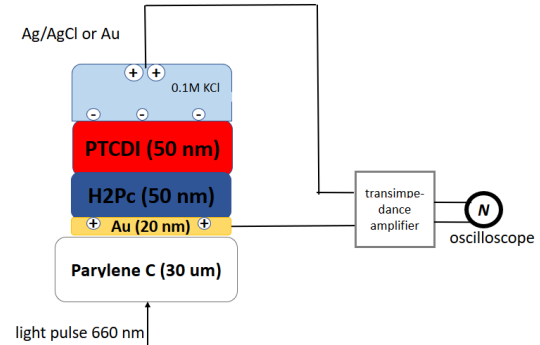 Ag/AgCl or Au
+ +
0.1M KCl
- - -
PTCDI (50 nm)
H2Pc (50 nm)
+ Au (20 nm) +
Parylene C (30 um)
light pulse 660 nm
transimpe-
dance
amplifier
N
oscilloscope